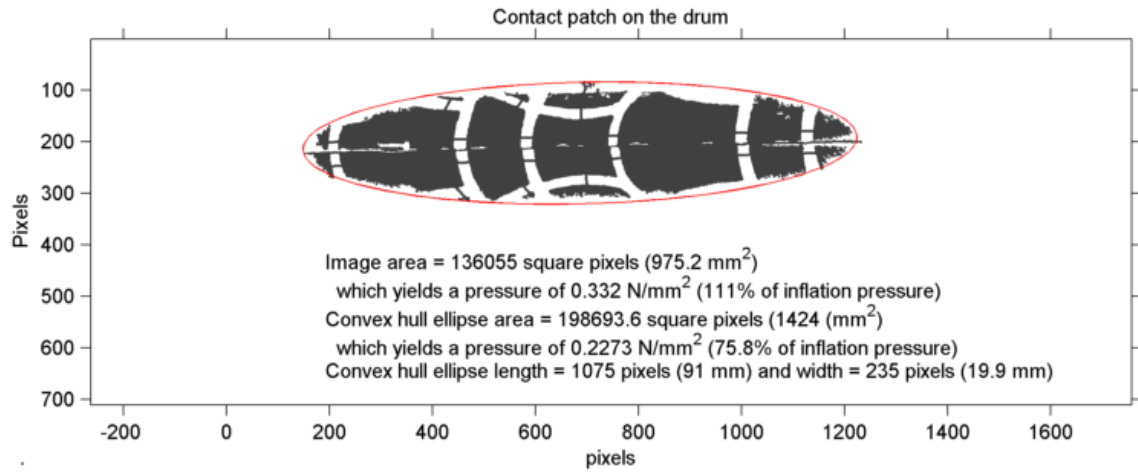 Contact patch on the drum
100
200
300
400
500
600
700
Pixels
Image area = 136055 square pixels (975.2 mm²)
which yields a pressure of 0.332 N/mm² (111% of inflation pressure)
Convex hull ellipse area = 198693.6 square pixels (1424 (mm²)
which yields a pressure of 0.2273 N/mm² (75.8% of inflation pressure)
Convex hull ellipse length = 1075 pixels (91 mm) and width = 235 pixels (19.9 mm)
-200 0 200 400 600 800 1000 1200 1400 1600
pixels